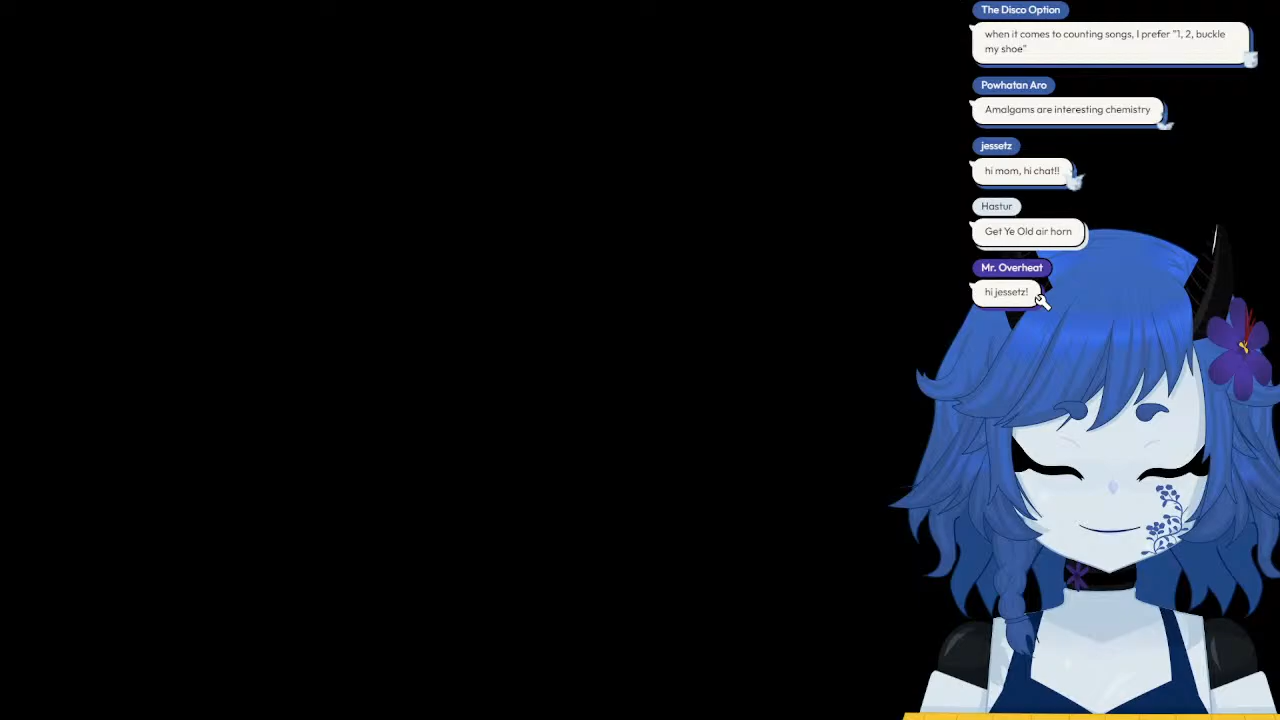 The Disco Option
when it comes to counting songs, I prefer "1, 2, buckle
my shoe"
Powhatan Aro
Amalgams are interesting chemistry
jessetz
hi mom, hi chat!!
Hastur
Get Ye Old air horn
Mr. Overheat
hi jessetz!